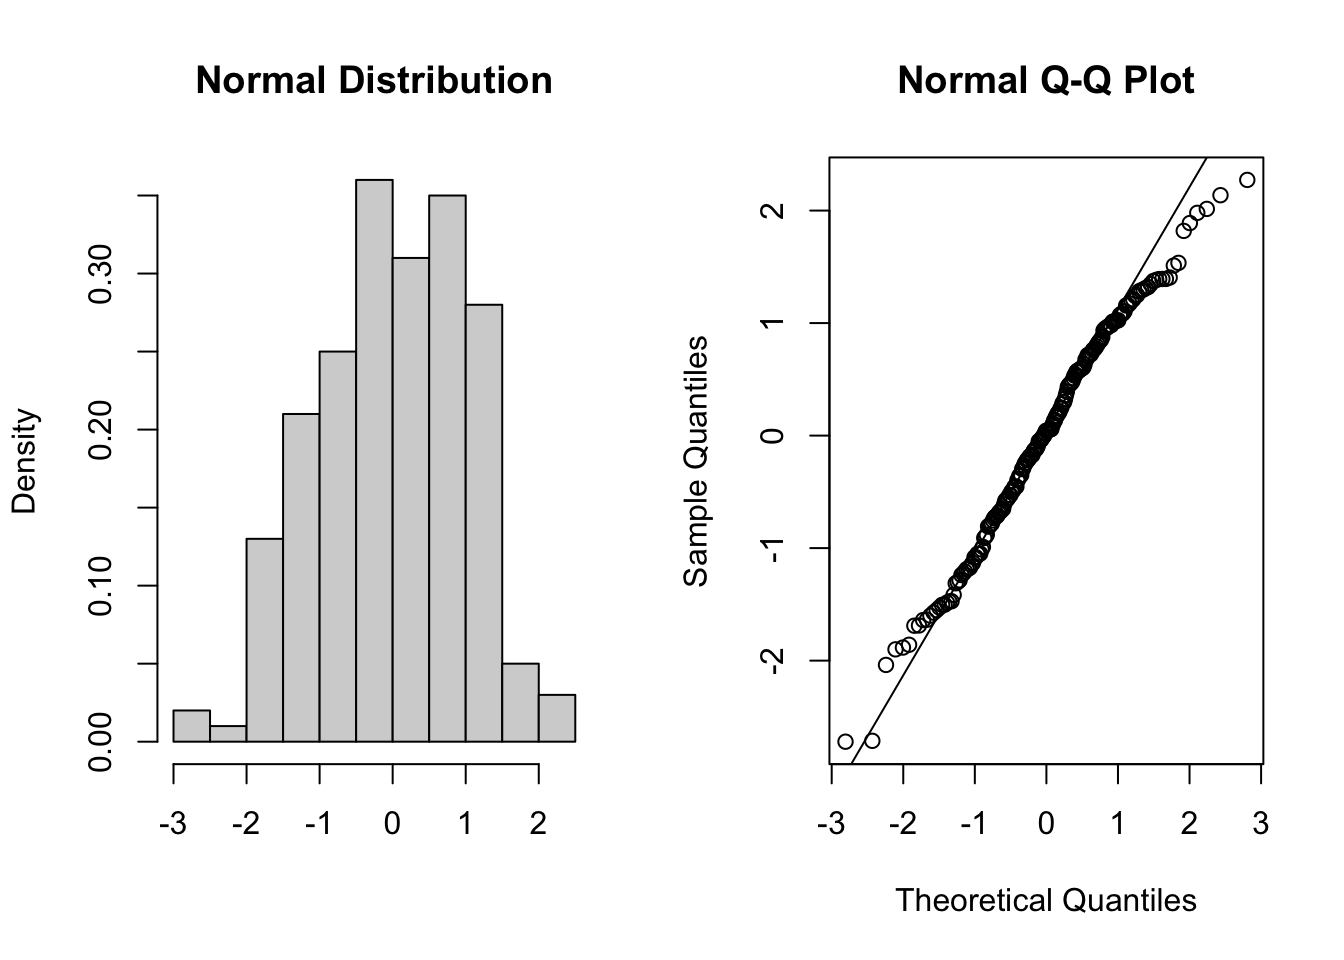 Normal Distribution
Density
0.00 0.10 0.20 0.30
-3 -2 -1 0 1 2
Normal Q-Q Plot
Sample Quantiles
-2 -1 0 1 2
-3 -2 -1 0 1 2 3
Theoretical Quantiles